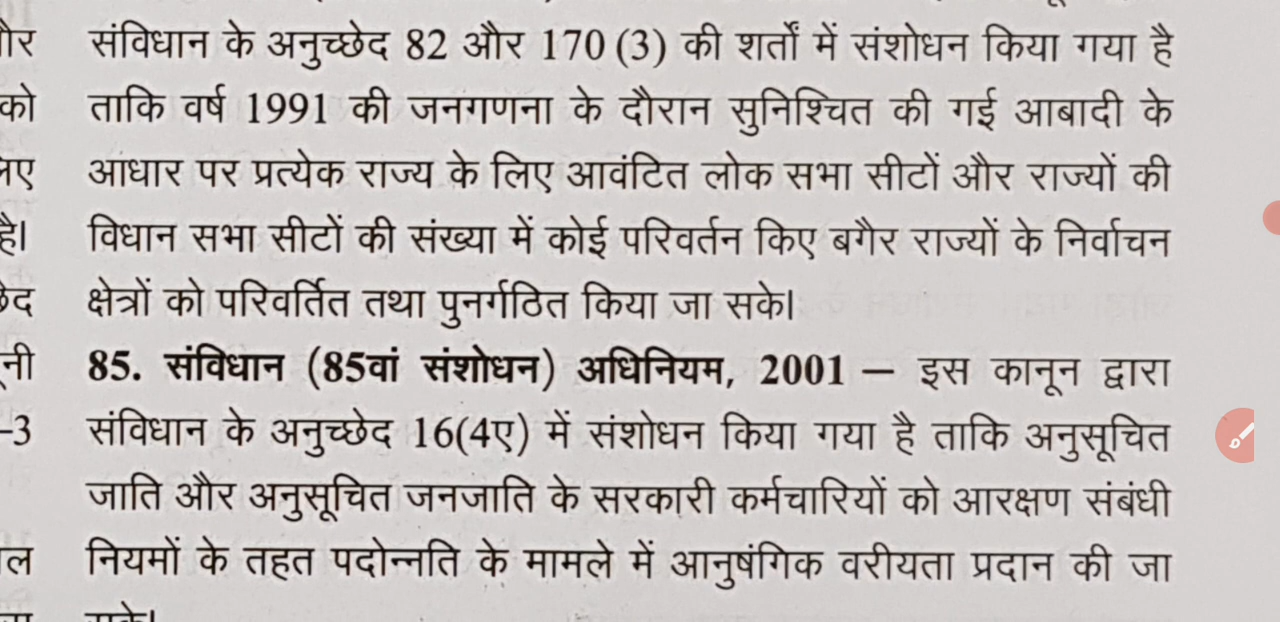 संविधान के अनुच्छेद 82 और 170 (3) की शर्तों में संशोधन किया गया है
ताकि वर्ष 1991 की जनगणना के दौरान सुनिश्चित की गई आबादी के
आधार पर प्रत्येक राज्य के लिए आवंटित लोक सभा सीटों और राज्यों की
विधान सभा सीटों की संख्या में कोई परिवर्तन किए बगैर राज्यों के निर्वाचन
क्षेत्रों को परिवर्तित तथा पुनर्गठित किया जा सके।
85. संविधान (85वां संशोधन) अधिनियम, 2001 – इस कानून द्वारा
संविधान के अनुच्छेद 16(4ए) में संशोधन किया गया है ताकि अनुसूचित
जाति और अनुसूचित जनजाति के सरकारी कर्मचारियों को आरक्षण संबंधी
नियमों के तहत पदोन्नति के मामले में आनुषंगिक वरीयता प्रदान की जा
सके।